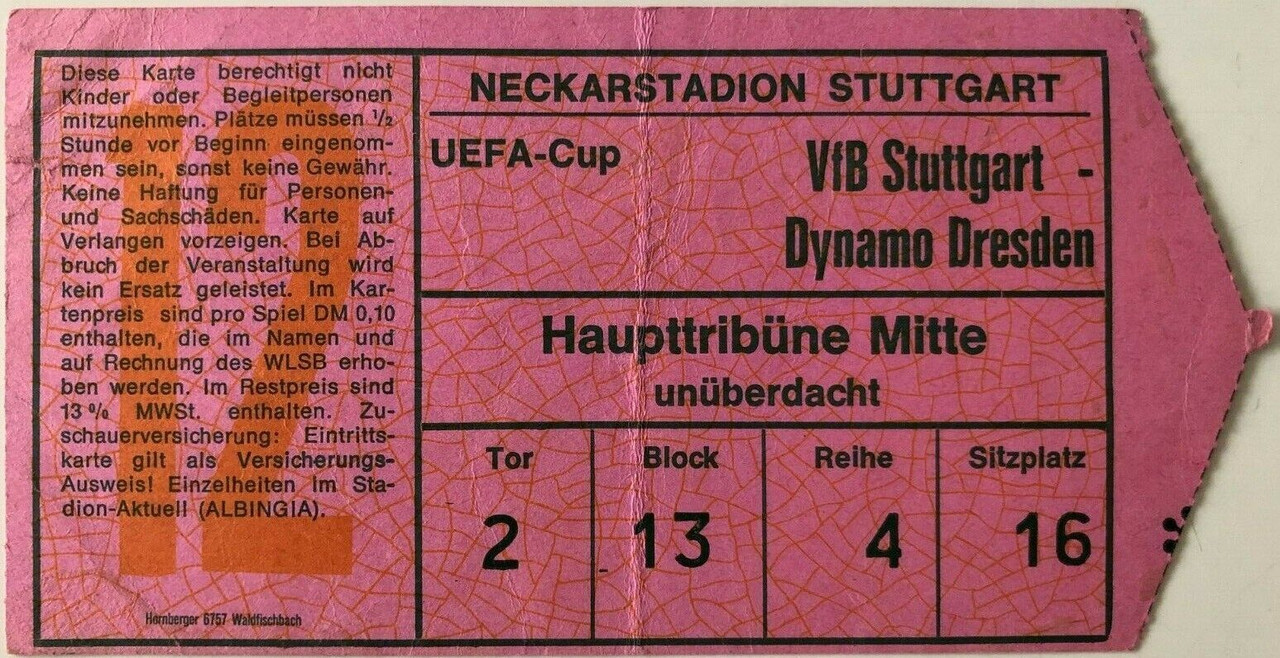 Diese Karte berechtigt nicht
Kinder oder Begleitpersonen
mitzunehmen. Plätze müssen ½
Stunde vor Beginn eingenom-
men sein, sonst keine Gewähr.
Keine Haftung für Personen-
und Sachschäden. Karte auf
Verlangen vorzeigen. Bei Ab-
bruch der Veranstaltung wird
kein Ersatz geleistet. Im Kar-
tenpreis sind pro Spiel DM 0,10
enthalten, die im Namen und
auf Rechnung des WLSB erho-
ben werden. Im Restpreis sind
13% MWSt. enthalten. Zu-
schauerversicherung: Eintritts-
karte gilt als Versicherungs-
Ausweis! Einzelheiten im Sta-
dion-Aktuell (ALBINGIA).
12
Hornberger 6757 Waldfischbach
NECKARSTADION STUTTGART
UEFA-Cup
VfB Stuttgart -
Dynamo Dresden
Haupttribüne Mitte
unüberdacht
Tor Block Reihe Sitzplatz
2 13 4 16